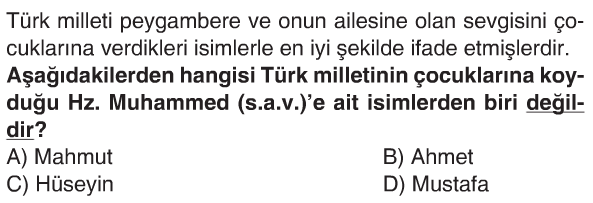 Türk milleti peygambere ve onun ailesine olan sevgisini ço-
cuklarına verdikleri isimlerle en iyi şekilde ifade etmişlerdir.
Aşağıdakilerden hangisi Türk milletinin çocuklarına koy-
duğu Hz. Muhammed (s.a.v.)'e ait isimlerden biri değil-
dir?
A) Mahmut B) Ahmet
C) Hüseyin D) Mustafa